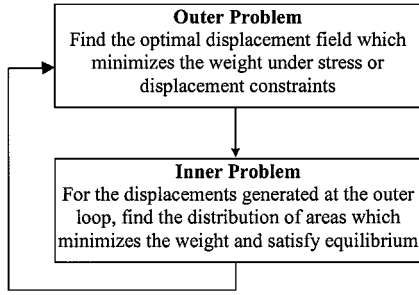 Outer Problem
Find the optimal displacement field which
minimizes the weight under stress or
displacement constraints
Inner Problem
For the displacements generated at the outer
loop, find the distribution of areas which
minimizes the weight and satisfy equilibrium